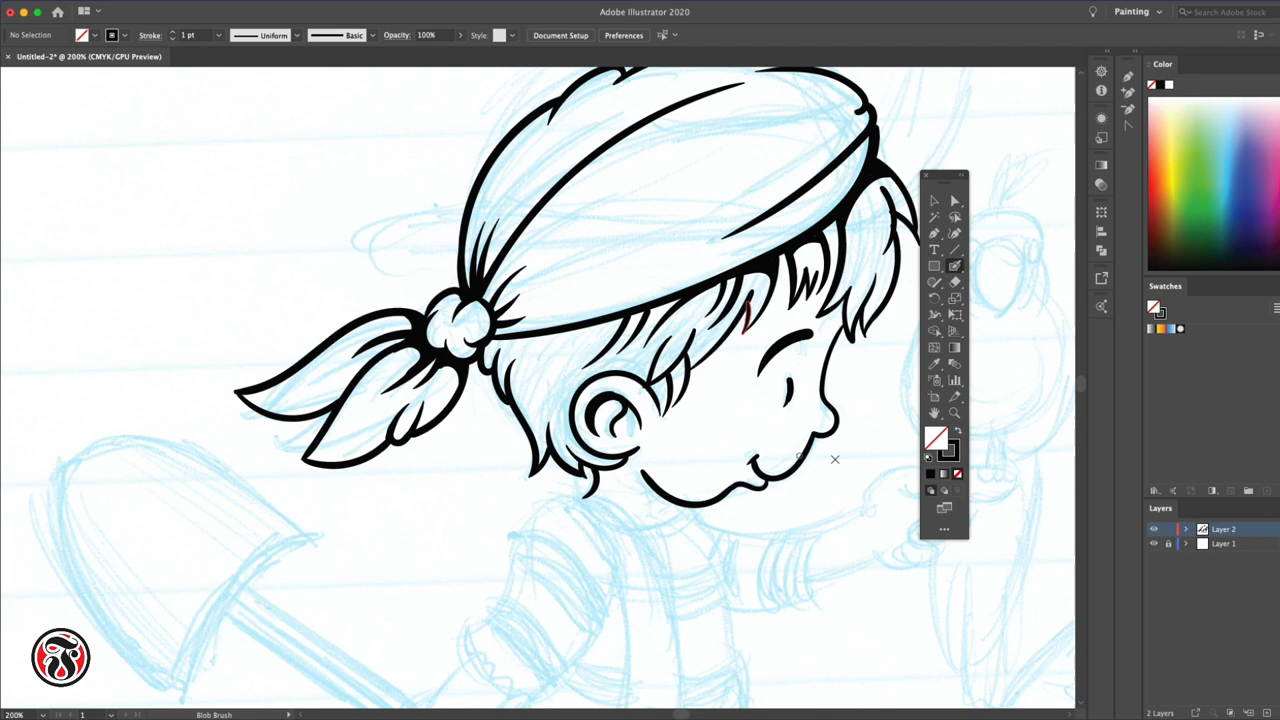 Adobe Illustrator 2020
Painting
Search Adobe Stock
No Selection
Stroke:
1 pt
Uniform
Basic
Opacity:
100%
Style:
Document Setup
Preferences
Untitled-2* @ 200% (CMYK/GPU Preview)
Color
Swatches
Layers
Layer 2
Layer 1
200%
1
Blob Brush
2 Layers